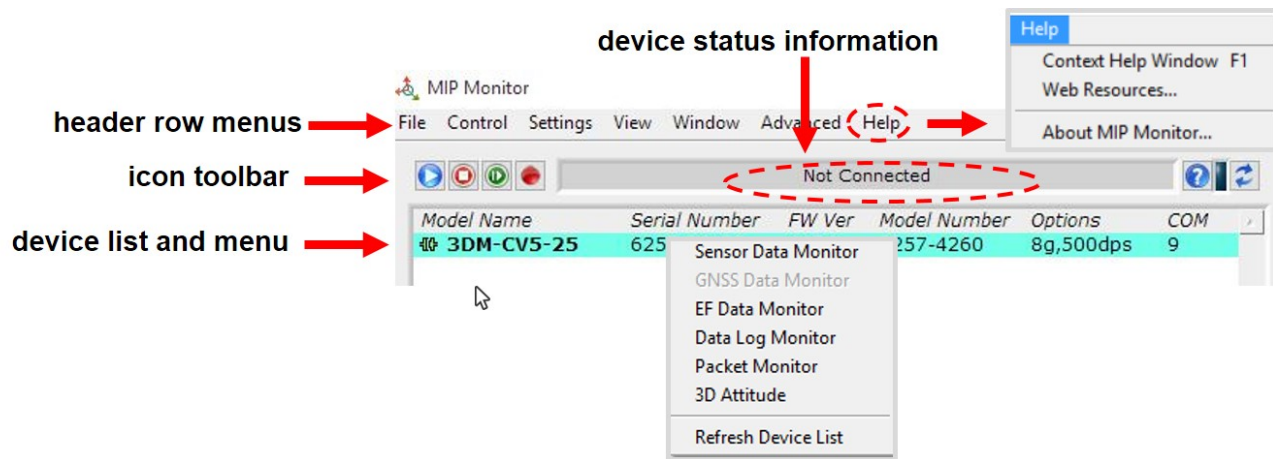 device status information
Help
Context Help Window F1
Web Resources...
About MIP Monitor...
MIP Monitor
header row menus
File Control Settings View Window Advanced Help
icon toolbar
Not Connected
Model Name Serial Number FW Ver Model Number Options COM
device list and menu
3DM-CV5-25 625 257-4260 8g,500dps 9
Sensor Data Monitor
GNSS Data Monitor
EF Data Monitor
Data Log Monitor
Packet Monitor
3D Attitude
Refresh Device List